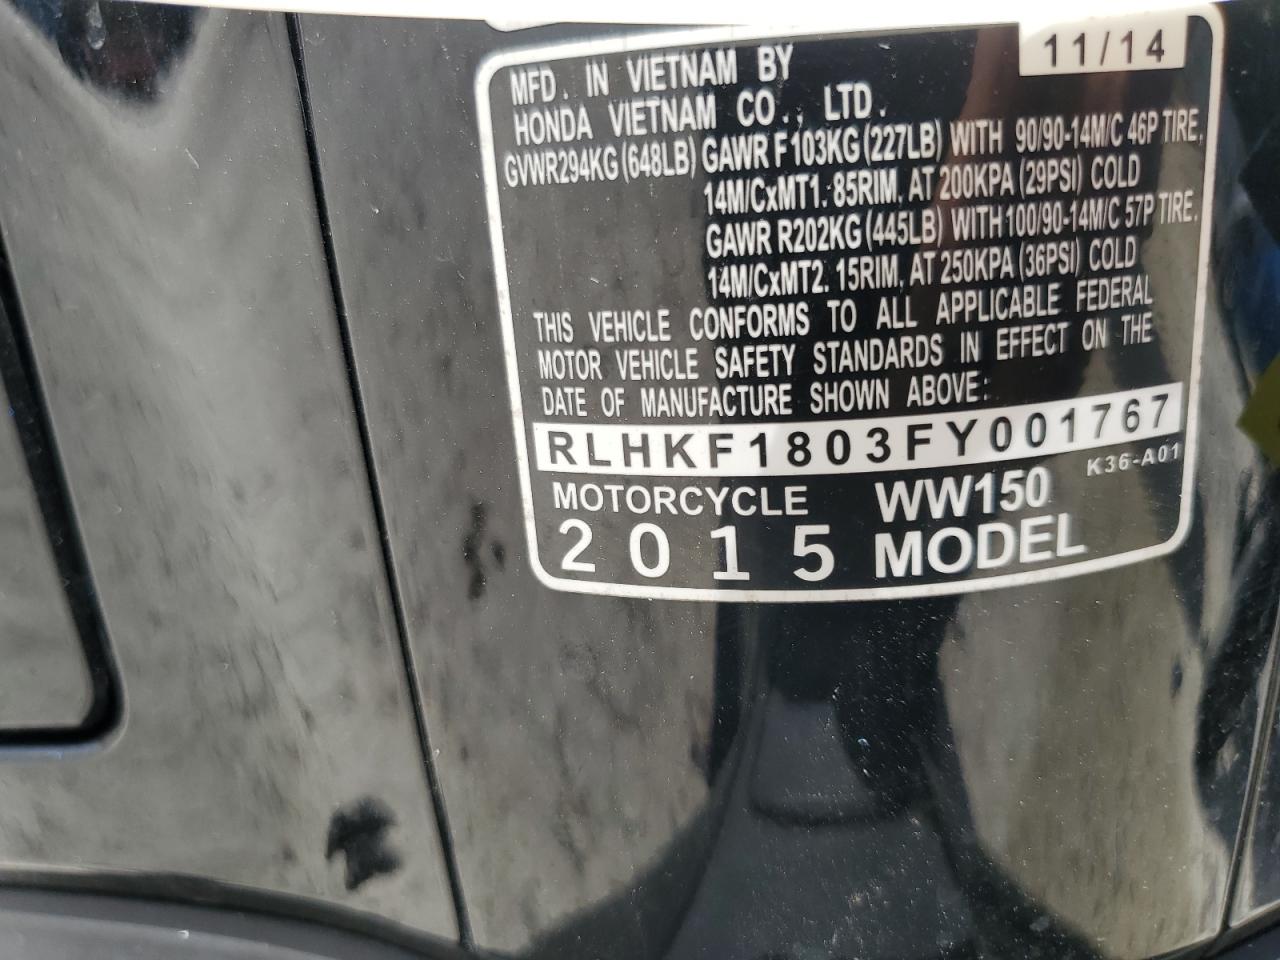 11/14
MFD. IN VIETNAM BY
HONDA VIETNAM CO., LTD.
GVWR294KG(648LB) GAWR F103KG(227LB) WITH 90/90-14M/C 46P TIRE,
14M/CxMT1.85RIM, AT 200KPA (29PSI) COLD
GAWR R202KG(445LB) WITH100/90-14M/C 57P TIRE,
14M/CxMT2.15RIM, AT 250KPA (36PSI) COLD
THIS VEHICLE CONFORMS TO ALL APPLICABLE FEDERAL
MOTOR VEHICLE SAFETY STANDARDS IN EFFECT ON THE
DATE OF MANUFACTURE SHOWN ABOVE:
RLHKF1803FY001767
K36-A01
MOTORCYCLE WW150
2015 MODEL